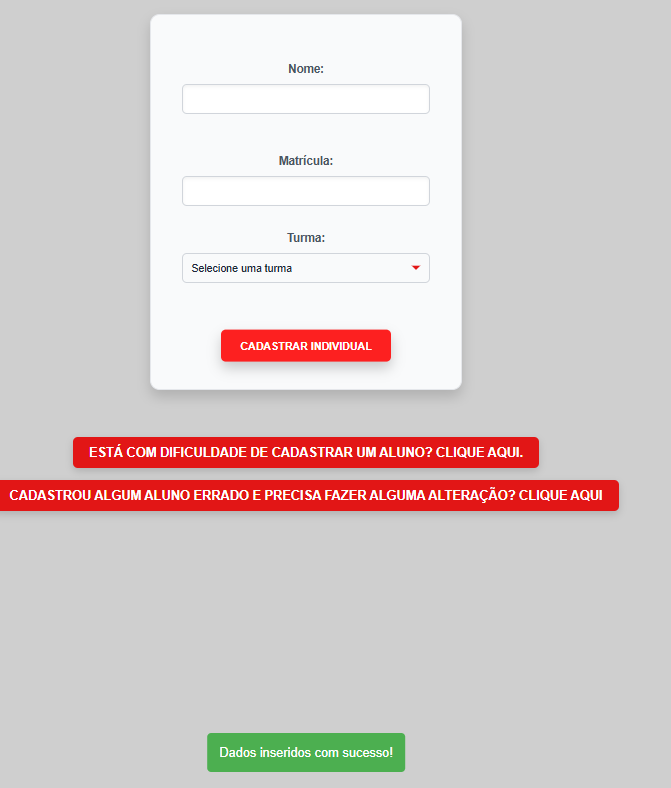 Nome:
Matrícula:
Turma:
Selecione uma turma
CADASTRAR INDIVIDUAL
ESTÁ COM DIFICULDADE DE CADASTRAR UM ALUNO? CLIQUE AQUI.
CADASTROU ALGUM ALUNO ERRADO E PRECISA FAZER ALGUMA ALTERAÇÃO? CLIQUE AQUI
Dados inseridos com sucesso!